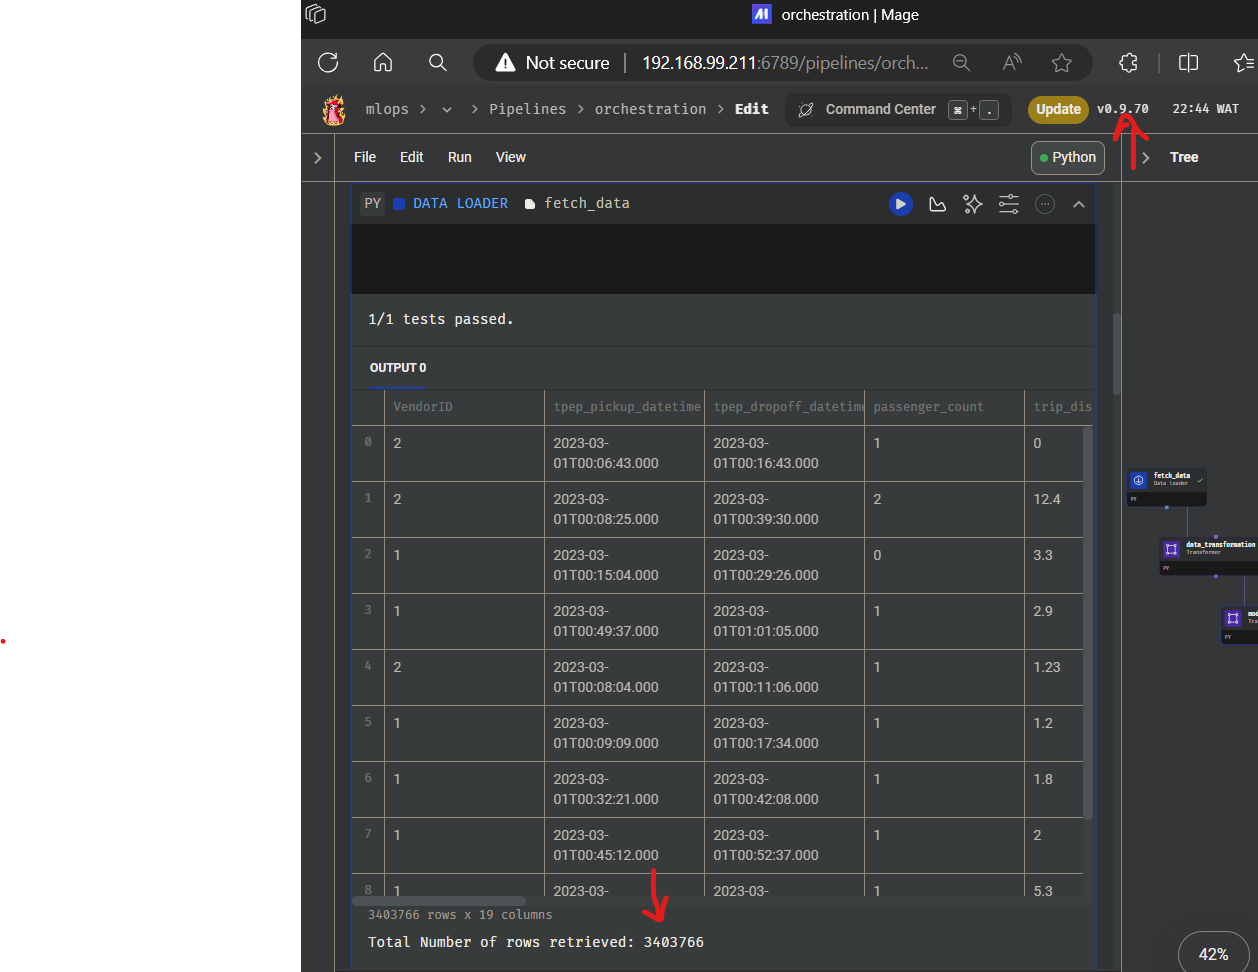 orchestration | Mage
Not secure 192.168.99.211:6789/pipelines/orch...
mlops > > Pipelines > orchestration > Edit Command Center ⌘ + . Update v0.9.70 22:44 WAT
File Edit Run View Python Tree
PY DATA LOADER fetch_data
1/1 tests passed.
OUTPUT 0
VendorID tpep_pickup_datetime tpep_dropoff_datetime passenger_count trip_dis
0 2 2023-03-01T00:06:43.000 2023-03-01T00:16:43.000 1 0
1 2 2023-03-01T00:08:25.000 2023-03-01T00:39:30.000 2 12.4
2 1 2023-03-01T00:15:04.000 2023-03-01T00:29:26.000 0 3.3
3 1 2023-03-01T00:49:37.000 2023-03-01T01:01:05.000 1 2.9
4 2 2023-03-01T00:08:04.000 2023-03-01T00:11:06.000 1 1.23
5 1 2023-03-01T00:09:09.000 2023-03-01T00:17:34.000 1 1.2
6 1 2023-03-01T00:32:21.000 2023-03-01T00:42:08.000 1 1.8
7 1 2023-03-01T00:45:12.000 2023-03-01T00:52:37.000 1 2
8 1 2023-03- 2023-03- 1 5.3
3403766 rows x 19 columns
Total Number of rows retrieved: 3403766
fetch_data
Data loader
PY
data_transformation
Transformer
PY
mod
Tra
PY
42%